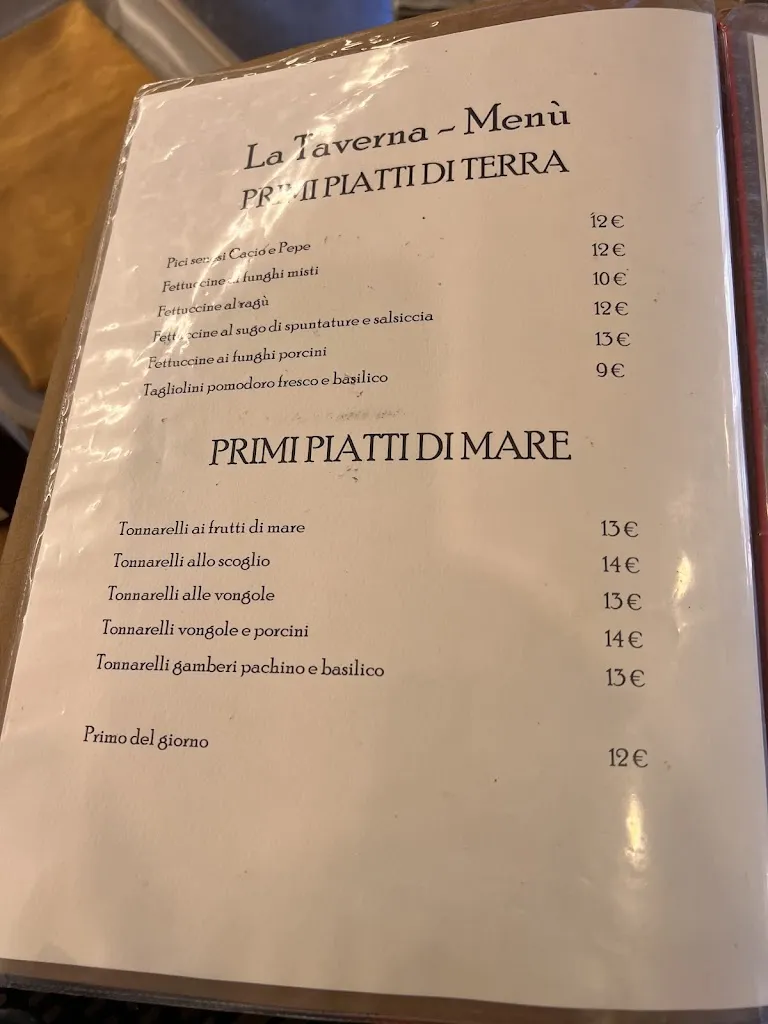 La Taverna ~ Menù
PRIMI PIATTI DI TERRA
Pici senesi Cacio e Pepe 12 €
Fettuccine ai funghi misti 12 €
Fettuccine al ragù 10 €
Fettuccine al sugo di spuntature e salsiccia 12 €
Fettuccine ai funghi porcini 13 €
Tagliolini pomodoro fresco e basilico 9 €
PRIMI PIATTI DI MARE
Tonnarelli ai frutti di mare 13 €
Tonnarelli allo scoglio 14 €
Tonnarelli alle vongole 13 €
Tonnarelli vongole e porcini 14 €
Tonnarelli gamberi pachino e basilico 13 €
Primo del giorno 12 €